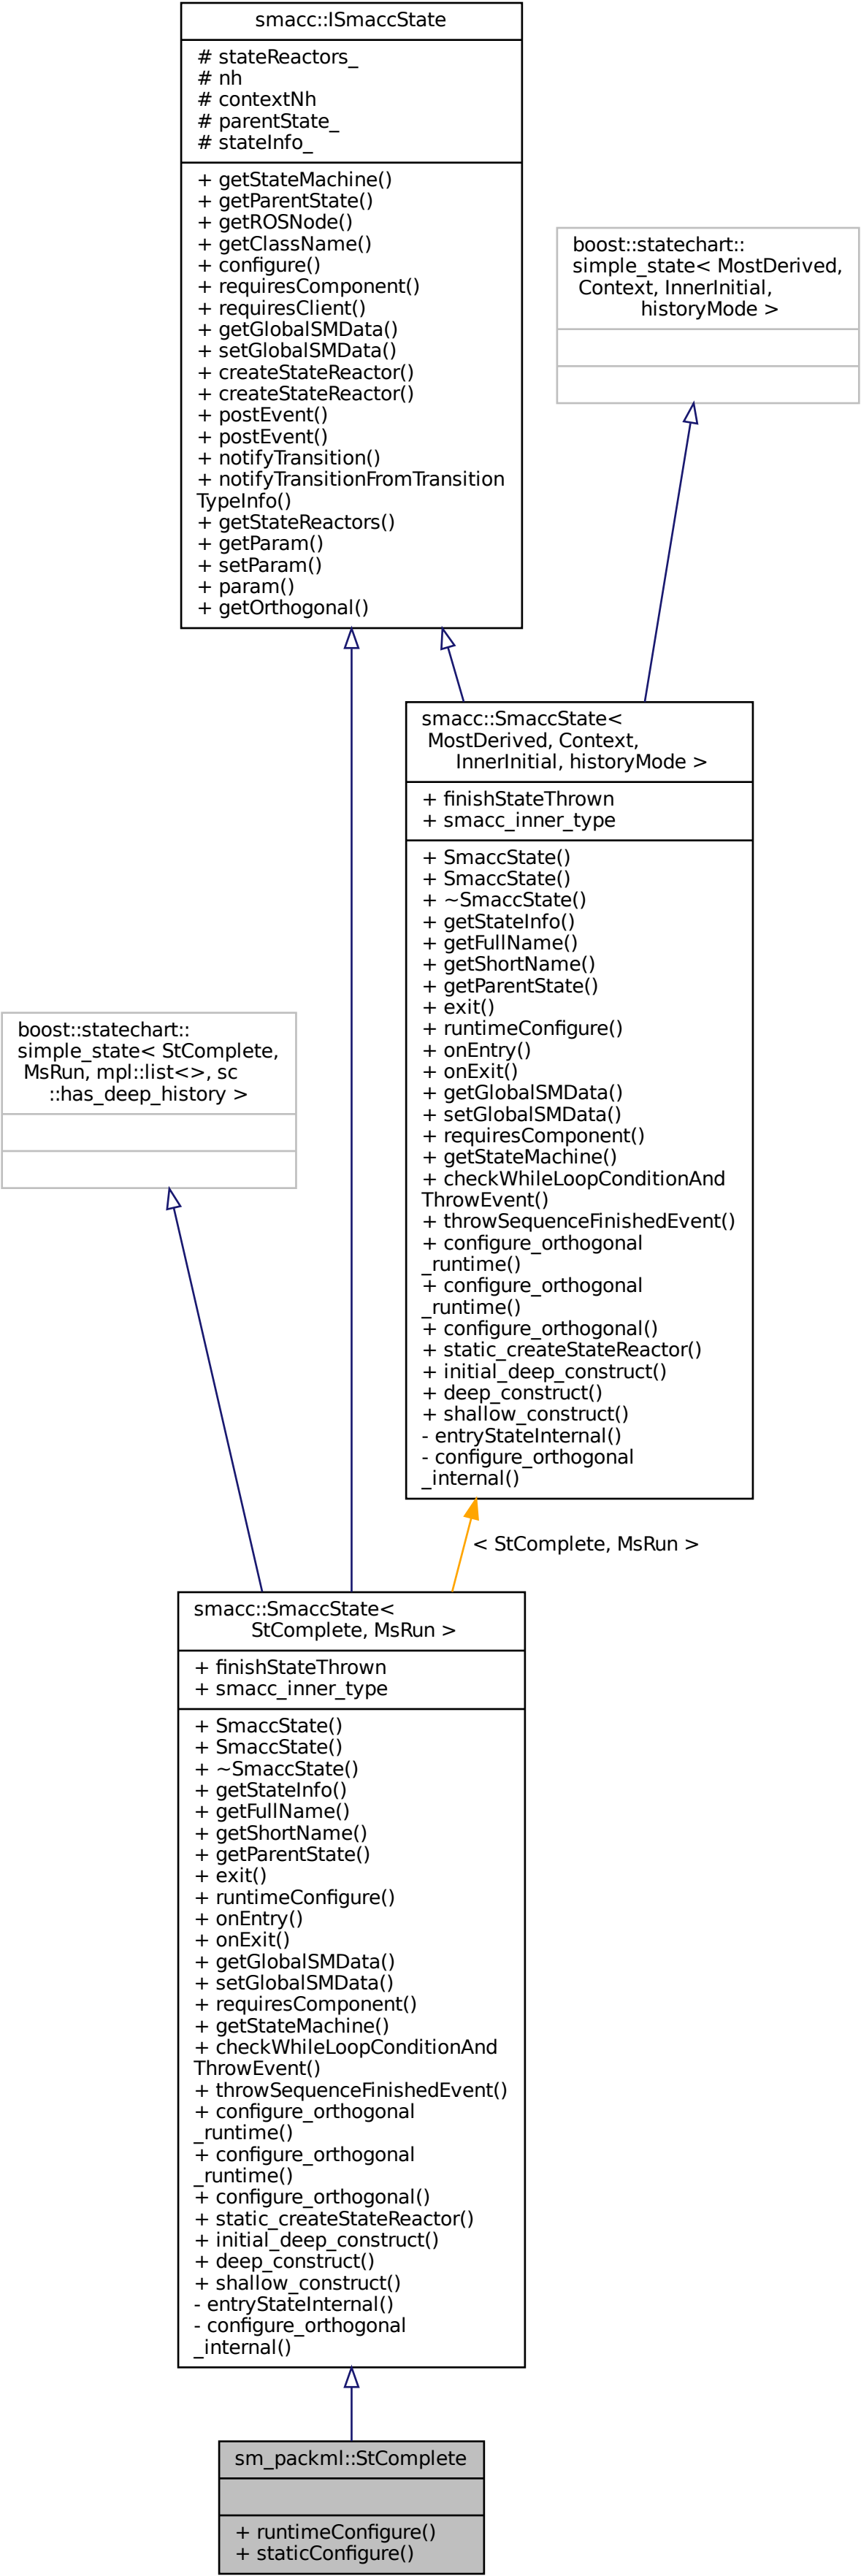 smacc::ISmaccState
# stateReactors_
# nh
# contextNh
# parentState_
# stateInfo_
+ getStateMachine()
+ getParentState()
+ getROSNode()
+ getClassName()
+ configure()
+ requiresComponent()
+ requiresClient()
+ getGlobalSMData()
+ setGlobalSMData()
+ createStateReactor()
+ createStateReactor()
+ postEvent()
+ postEvent()
+ notifyTransition()
+ notifyTransitionFromTransition
TypeInfo()
+ getStateReactors()
+ getParam()
+ setParam()
+ param()
+ getOrthogonal()
boost::statechart::
simple_state< MostDerived,
Context, InnerInitial,
historyMode >
smacc::SmaccState<
MostDerived, Context,
InnerInitial, historyMode >
+ finishStateThrown
+ smacc_inner_type
+ SmaccState()
+ SmaccState()
+ ~SmaccState()
+ getStateInfo()
+ getFullName()
+ getShortName()
+ getParentState()
+ exit()
+ runtimeConfigure()
+ onEntry()
+ onExit()
+ getGlobalSMData()
+ setGlobalSMData()
+ requiresComponent()
+ getStateMachine()
+ checkWhileLoopConditionAnd
ThrowEvent()
+ throwSequenceFinishedEvent()
+ configure_orthogonal
_runtime()
+ configure_orthogonal
_runtime()
+ configure_orthogonal()
+ static_createStateReactor()
+ initial_deep_construct()
+ deep_construct()
+ shallow_construct()
- entryStateInternal()
- configure_orthogonal
_internal()
boost::statechart::
simple_state< StComplete,
MsRun, mpl::list<>, sc
::has_deep_history >
< StComplete, MsRun >
smacc::SmaccState<
StComplete, MsRun >
+ finishStateThrown
+ smacc_inner_type
+ SmaccState()
+ SmaccState()
+ ~SmaccState()
+ getStateInfo()
+ getFullName()
+ getShortName()
+ getParentState()
+ exit()
+ runtimeConfigure()
+ onEntry()
+ onExit()
+ getGlobalSMData()
+ setGlobalSMData()
+ requiresComponent()
+ getStateMachine()
+ checkWhileLoopConditionAnd
ThrowEvent()
+ throwSequenceFinishedEvent()
+ configure_orthogonal
_runtime()
+ configure_orthogonal
_runtime()
+ configure_orthogonal()
+ static_createStateReactor()
+ initial_deep_construct()
+ deep_construct()
+ shallow_construct()
- entryStateInternal()
- configure_orthogonal
_internal()
sm_packml::StComplete
+ runtimeConfigure()
+ staticConfigure()